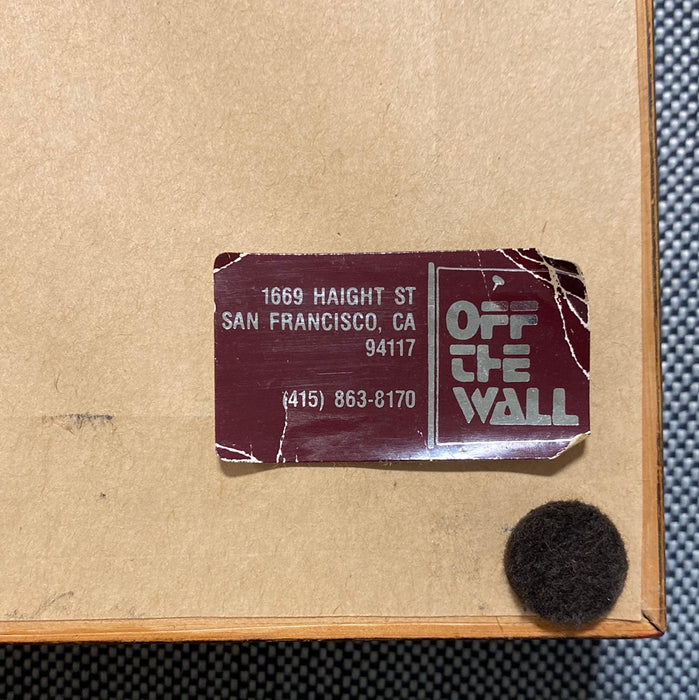 1669 HAIGHT ST
SAN FRANCISCO, CA
94117
(415) 863-8170
OFF
THE
WALL